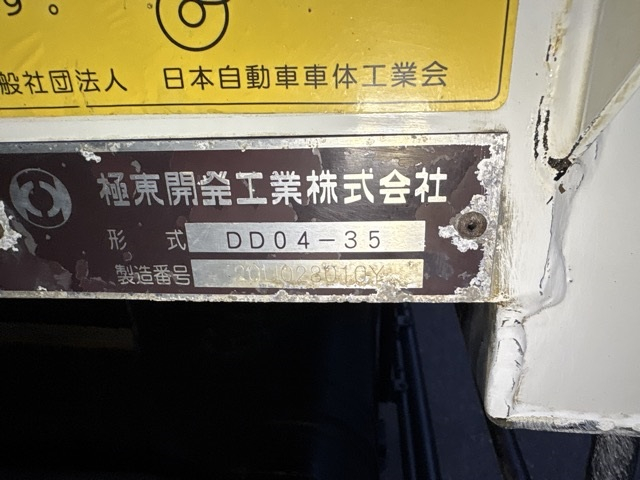 9。
般社団法人 日本自動車車体工業会
極東開発工業株式会社
形式 DD04-35
製造番号